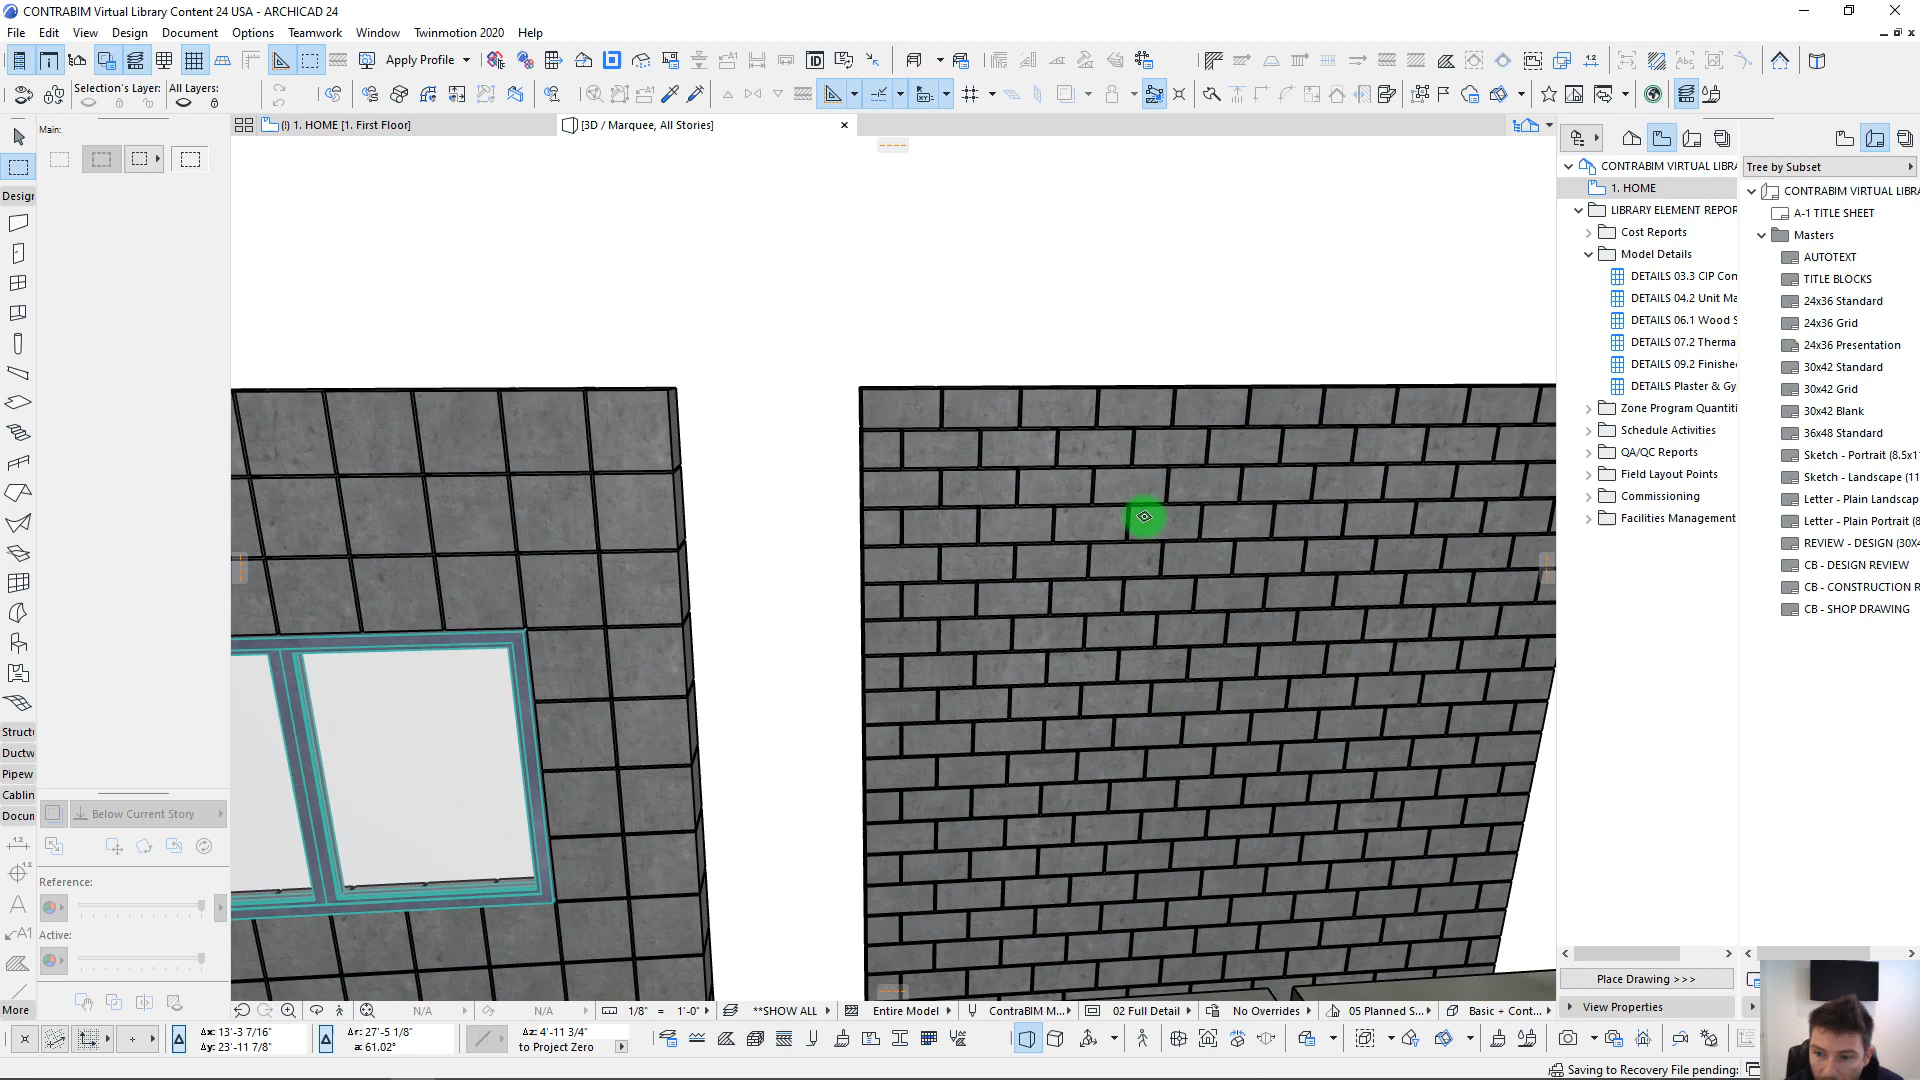 CONTRABIM Virtual Library Content 24 USA - ARCHICAD 24
File Edit View Design Document Options Teamwork Window Twinmotion 2020 Help
Apply Profile
Selection's Layer: All Layers:
Main:
(!) 1. HOME [1. First Floor]
[3D / Marquee, All Stories]
Design
Struct
Ductw
Pipew
Cablin
Docum
More
Below Current Story
Reference:
Active:
CONTRABIM VIRTUAL LIBRA
1. HOME
LIBRARY ELEMENT REPOR
Cost Reports
Model Details
DETAILS 03.3 CIP Con
DETAILS 04.2 Unit Ma
DETAILS 06.1 Wood S
DETAILS 07.2 Therma
DETAILS 09.2 Finishe
DETAILS Plaster & Gy
Zone Program Quantiti
Schedule Activities
QA/QC Reports
Field Layout Points
Commissioning
Facilities Management
Place Drawing >>>
View Properties
Tree by Subset
CONTRABIM VIRTUAL LIBRA
A-1 TITLE SHEET
Masters
AUTOTEXT
TITLE BLOCKS
24x36 Standard
24x36 Grid
24x36 Presentation
30x42 Standard
30x42 Grid
30x42 Blank
36x48 Standard
Sketch - Portrait (8.5x11
Sketch - Landscape (11
Letter - Plain Landscap
Letter - Plain Portrait (8
REVIEW - DESIGN (30X4
CB - DESIGN REVIEW
CB - CONSTRUCTION R
CB - SHOP DRAWING
N/A N/A 1/8" = 1'-0" **SHOW ALL Entire Model ContraBIM M... 02 Full Detail No Overrides 05 Planned S... Basic + Cont...
Δx: 13'-3 7/16" Δr: 27'-5 1/8" Δz: 4'-11 3/4"
Δy: 23'-11 7/8" a: 61.02° to Project Zero
Saving to Recovery File pending: